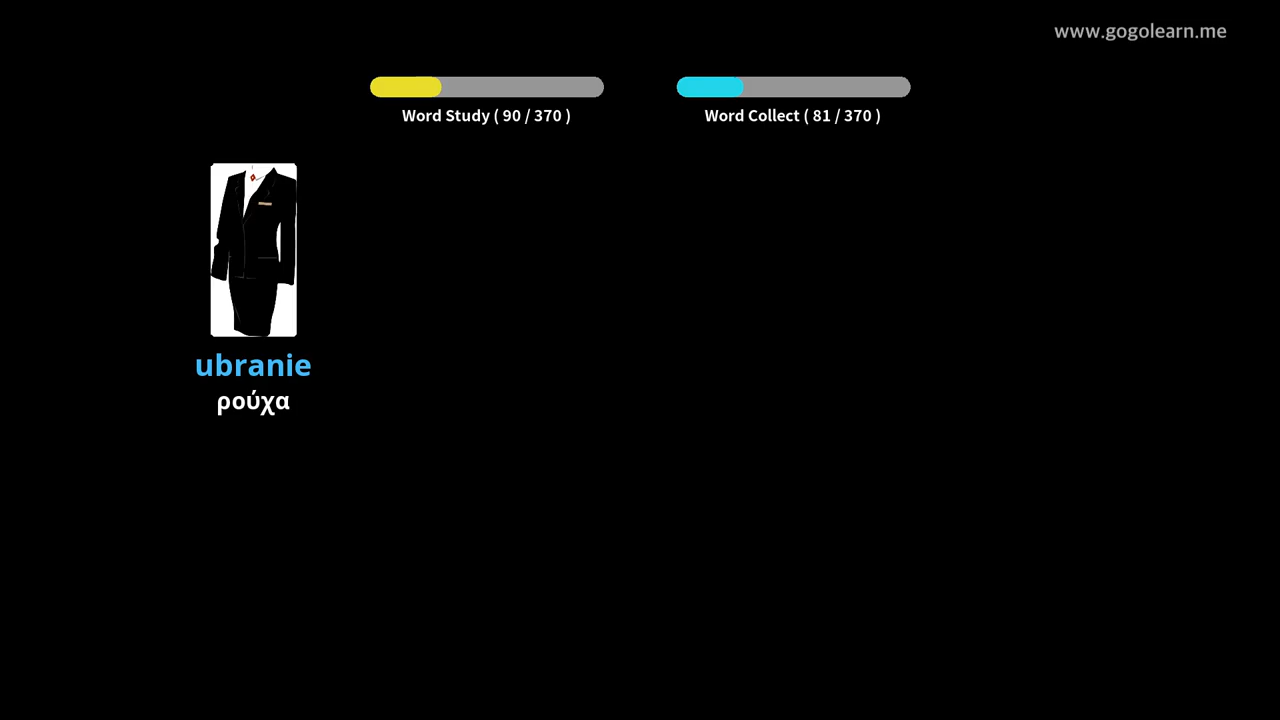 www.gogolearn.me
Word Study ( 90 / 370 )
Word Collect ( 81 / 370 )
ubranie
ρούχα